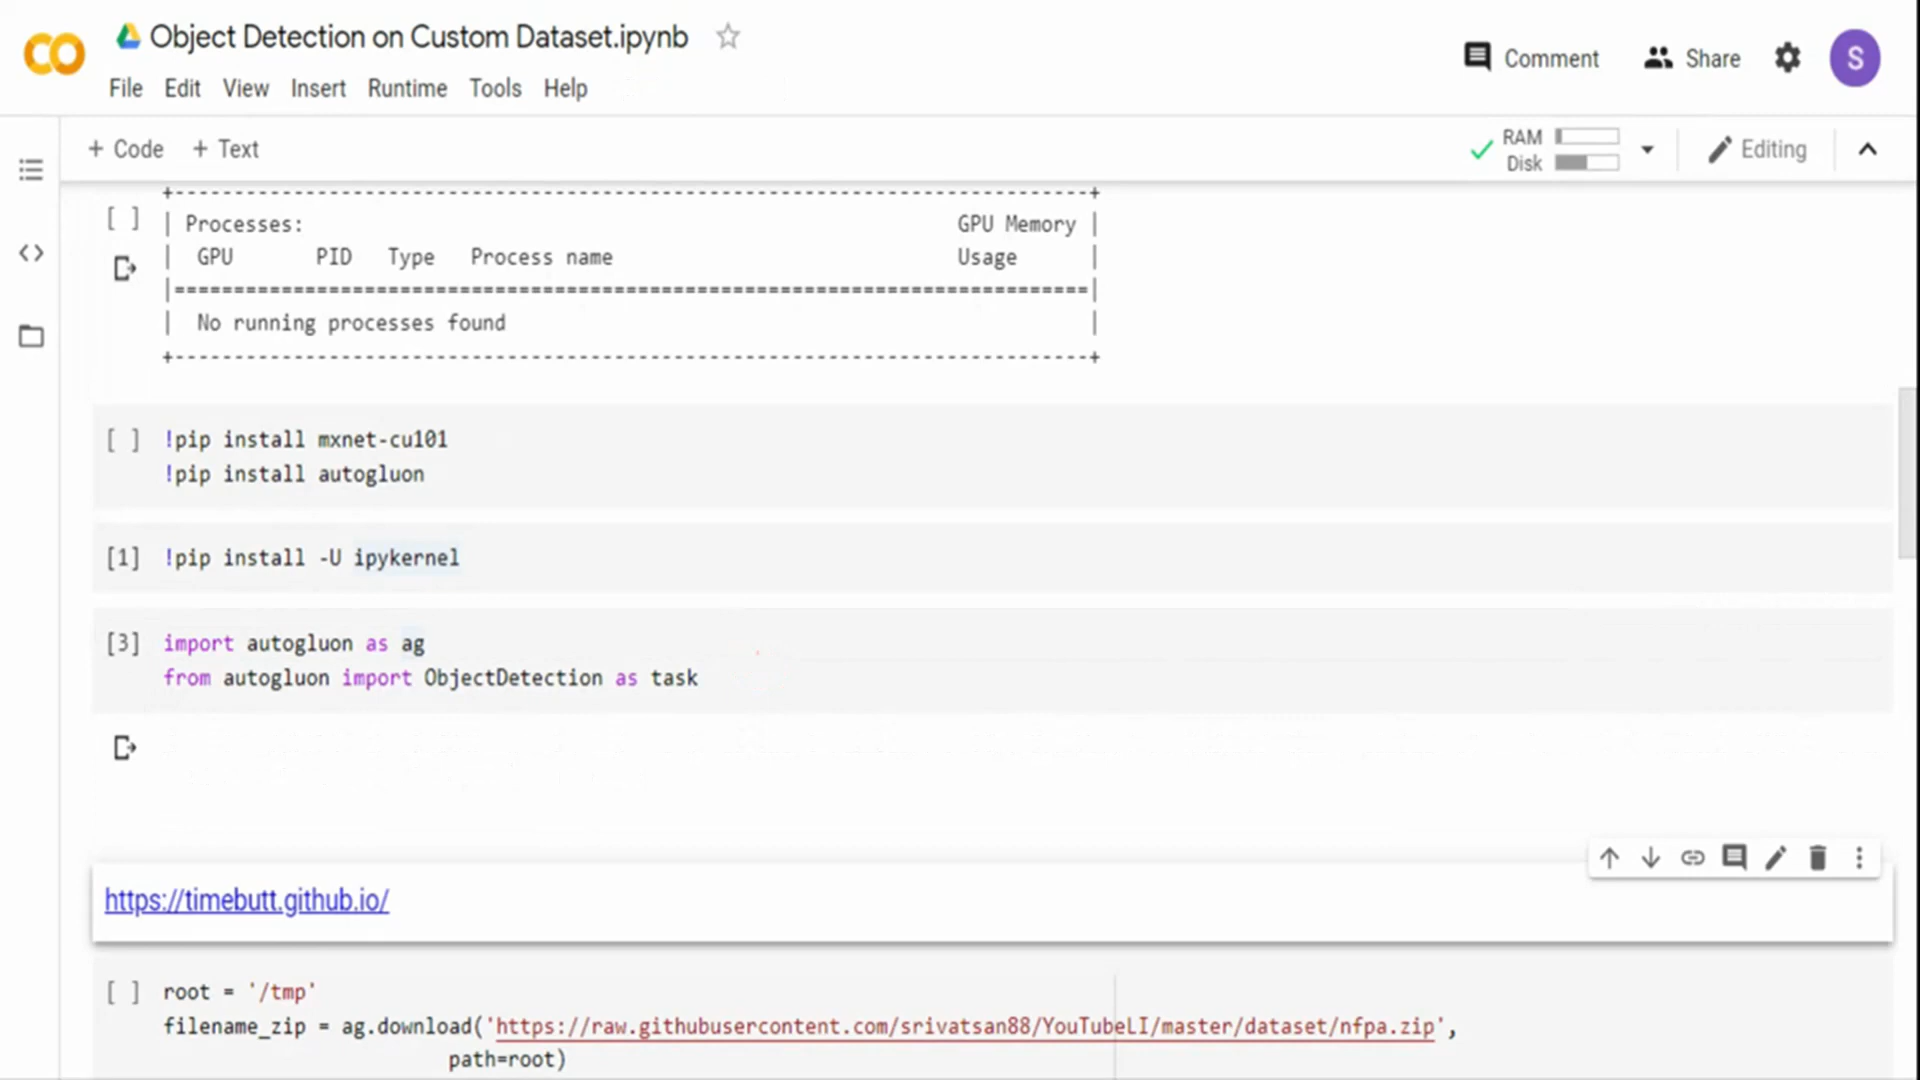 Object Detection on Custom Dataset.ipynb
Comment
Share
S
File Edit View Insert Runtime Tools Help
+ Code + Text
RAM
Disk
Editing
+------------------------------------------------------------------------------+
[ ] | Processes: GPU Memory |
| GPU PID Type Process name Usage |
|=============================================================================|
| No running processes found |
+------------------------------------------------------------------------------+
[ ] !pip install mxnet-cu101
!pip install autogluon
[1] !pip install -U ipykernel
[3] import autogluon as ag
from autogluon import ObjectDetection as task
https://timebutt.github.io/
[ ] root = '/tmp'
filename_zip = ag.download('https://raw.githubusercontent.com/srivatsan88/YouTubeLI/master/dataset/nfpa.zip',
path=root)